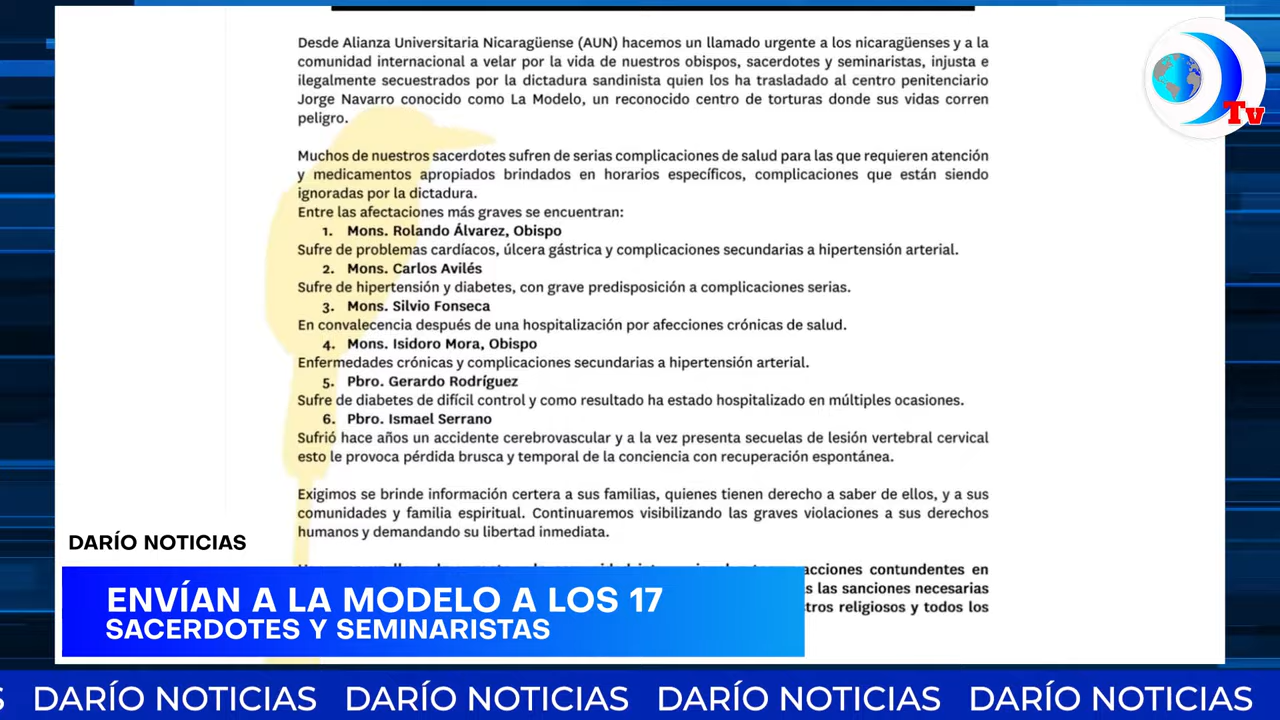 Desde Alianza Universitaria Nicaragüense (AUN) hacemos un llamado urgente a los nicaragüenses y a la
comunidad internacional a velar por la vida de nuestros obispos, sacerdotes y seminaristas, injusta e
ilegalmente secuestrados por la dictadura sandinista quien los ha trasladado al centro penitenciario
Jorge Navarro conocido como La Modelo, un reconocido centro de torturas donde sus vidas corren
peligro.
Muchos de nuestros sacerdotes sufren de serias complicaciones de salud para las que requieren atención
y medicamentos apropiados brindados en horarios específicos, complicaciones que están siendo
ignoradas por la dictadura.
Entre las afectaciones más graves se encuentran:
1. Mons. Rolando Álvarez, Obispo
Sufre de problemas cardíacos, úlcera gástrica y complicaciones secundarias a hipertensión arterial.
2. Mons. Carlos Avilés
Sufre de hipertensión y diabetes, con grave predisposición a complicaciones serias.
3. Mons. Silvio Fonseca
En convalecencia después de una hospitalización por afecciones crónicas de salud.
4. Mons. Isidoro Mora, Obispo
Enfermedades crónicas y complicaciones secundarias a hipertensión arterial.
5. Pbro. Gerardo Rodríguez
Sufre de diabetes de difícil control y como resultado ha estado hospitalizado en múltiples ocasiones.
6. Pbro. Ismael Serrano
Sufrió hace años un accidente cerebrovascular y a la vez presenta secuelas de lesión vertebral cervical
esto le provoca pérdida brusca y temporal de la conciencia con recuperación espontánea.
Exigimos se brinde información certera a sus familias, quienes tienen derecho a saber de ellos, y a sus
comunidades y familia espiritual. Continuaremos visibilizando las graves violaciones a sus derechos
humanos y demandando su libertad inmediata.
acciones contundentes en
las sanciones necesarias
religiosos y todos los
Tv
DARÍO NOTICIAS
ENVÍAN A LA MODELO A LOS 17
SACERDOTES Y SEMINARISTAS
S DARÍO NOTICIAS DARÍO NOTICIAS DARÍO NOTICIAS DARÍO NOTICIAS